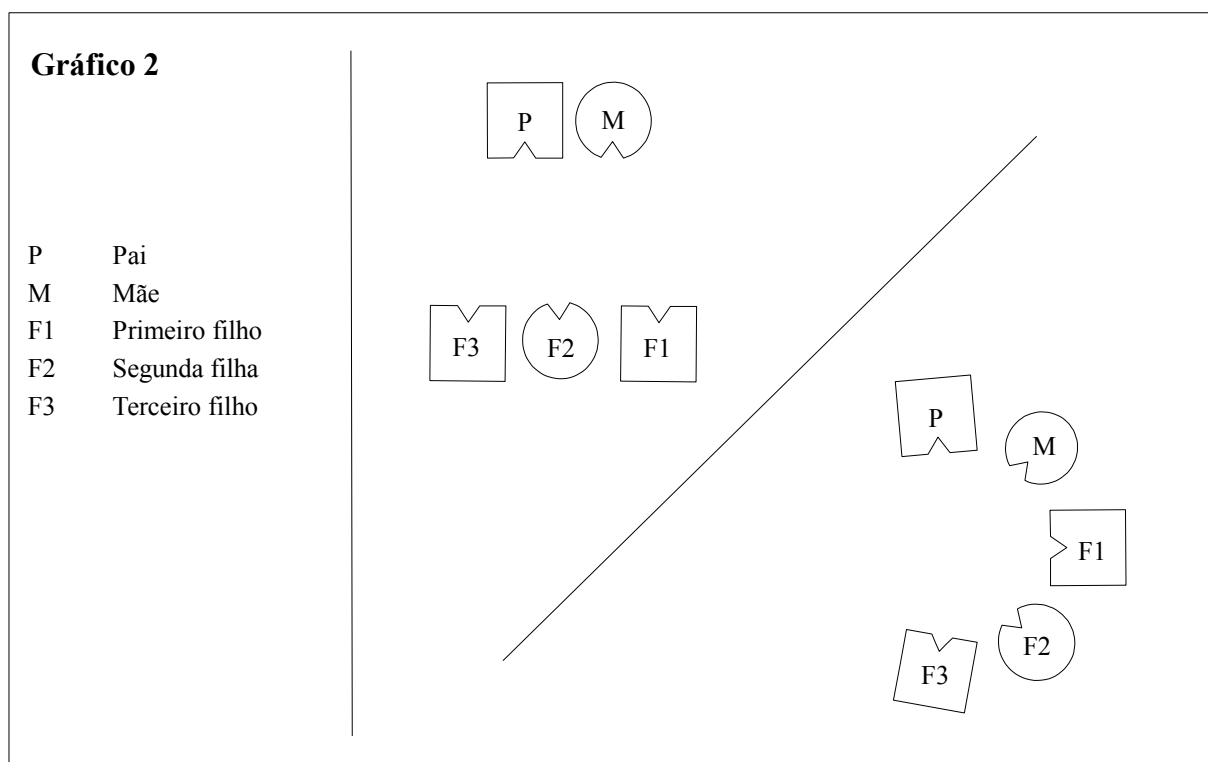 Gráfico 2
P Pai
M Mãe
F1 Primeiro filho
F2 Segunda filha
F3 Terceiro filho
P M
F3 F2 F1
P
M
F1
F2
F3